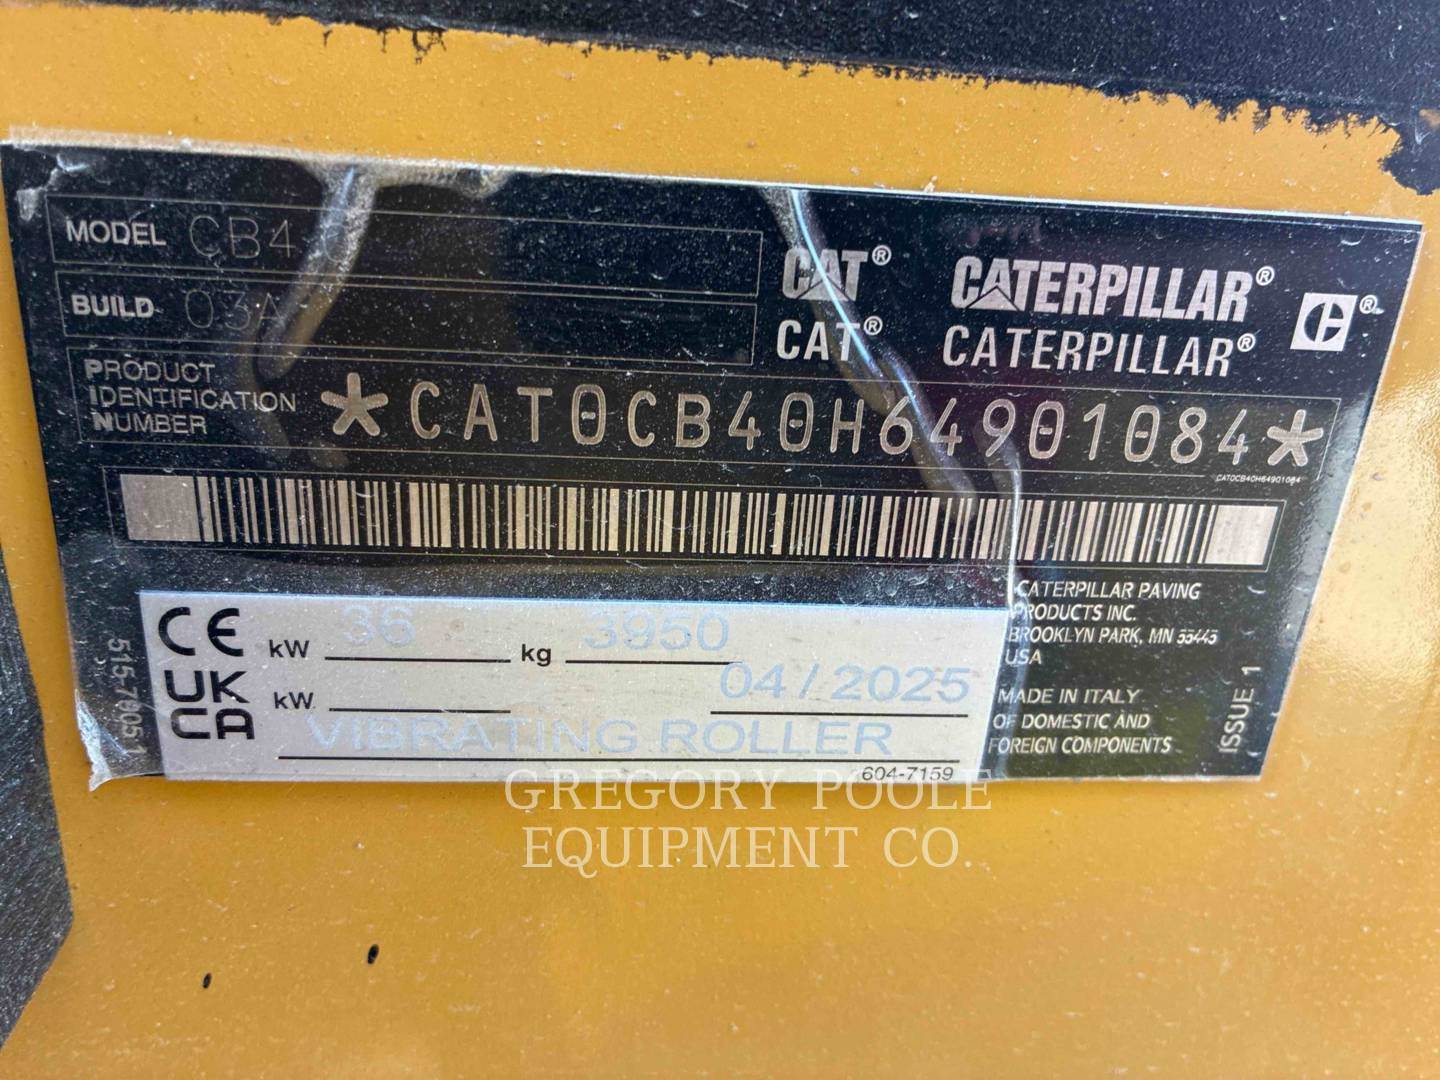 MODEL CB4
CAT® CATERPILLAR®
BUILD 03A
CAT® CATERPILLAR®
PRODUCT
IDENTIFICATION
NUMBER
*CAT0CB40H64901084*
CAT0CB40H64901084
CE kW 36 kg 3950
UKCA kW 04/2025
VIBRATING ROLLER
604-7159
CATERPILLAR PAVING
PRODUCTS INC.
BROOKLYN PARK, MN 55445
USA
MADE IN ITALY
OF DOMESTIC AND
FOREIGN COMPONENTS
ISSUE 1
GREGORY POOLE
EQUIPMENT CO.